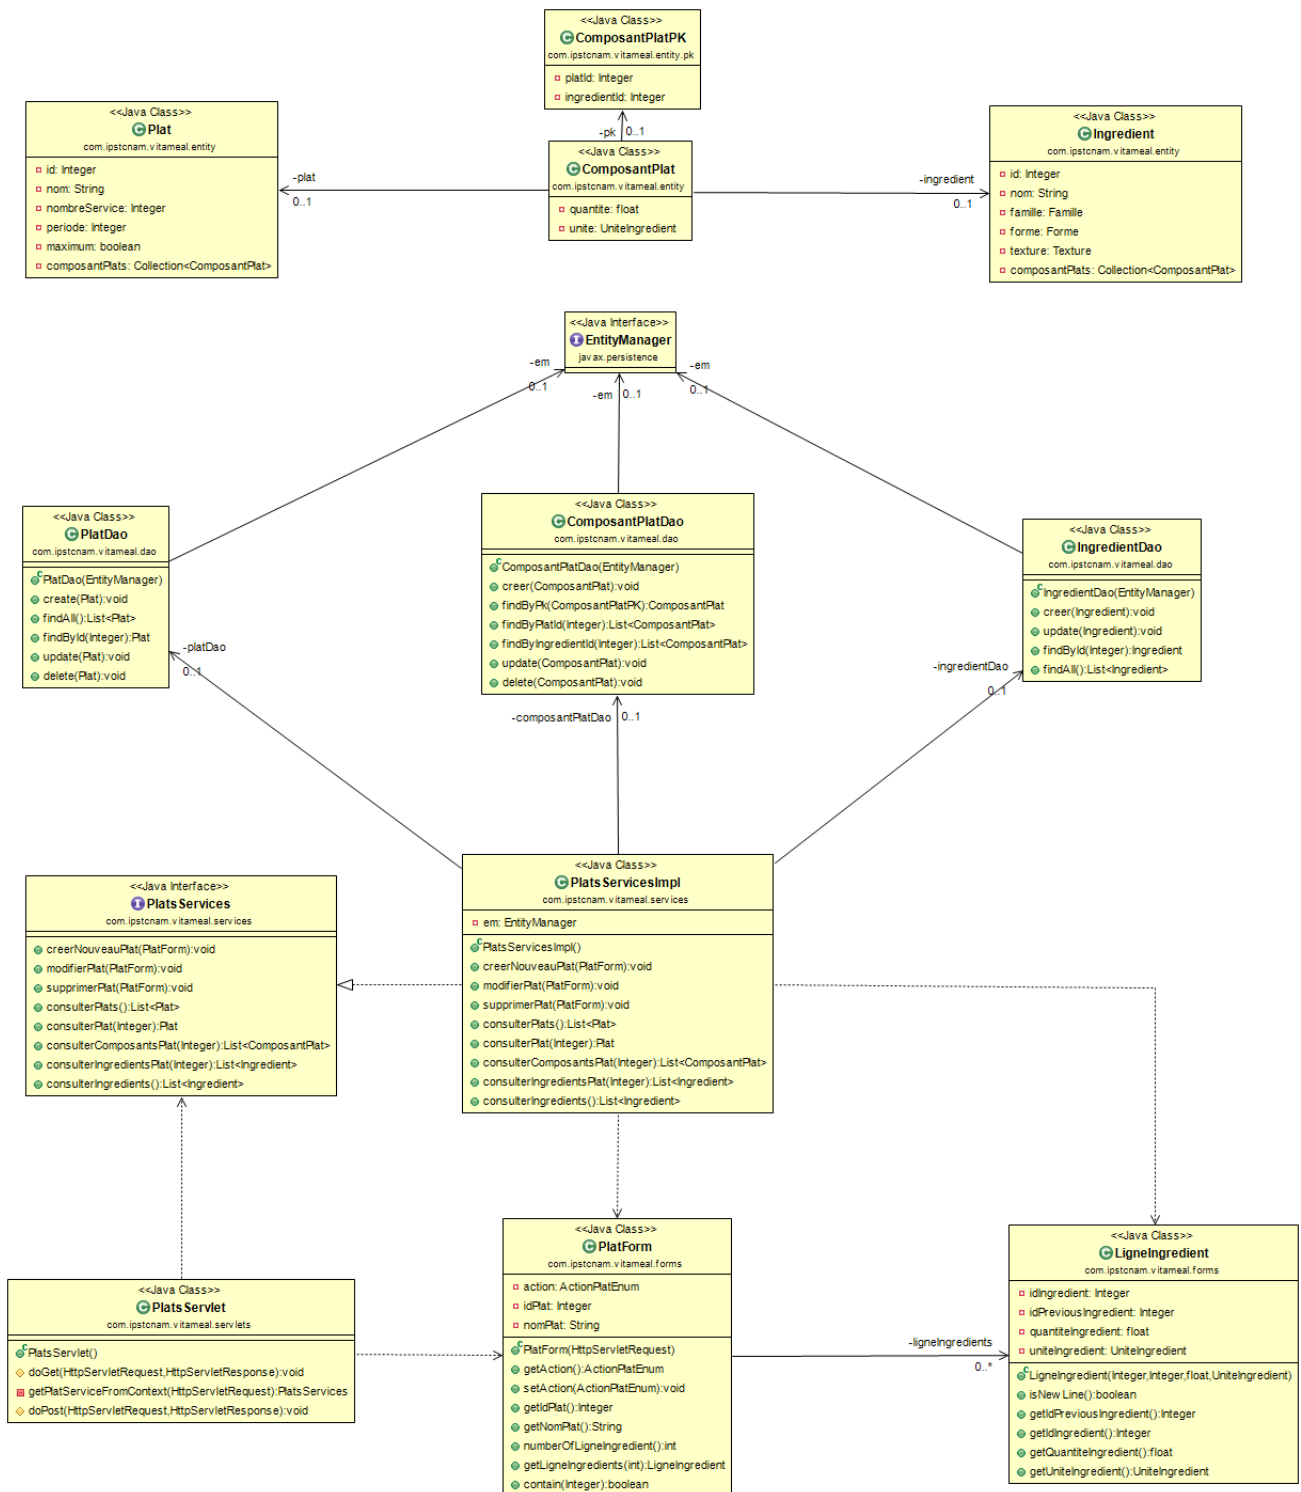 <<Java Class>>
ComposantPlatPK
com.ipstcnam.vitameal.entity.pk
platId: Integer
ingredientId: Integer
<<Java Class>>
Plat
com.ipstcnam.vitameal.entity
id: Integer
nom: String
nombreService: Integer
periode: Integer
maximum: boolean
composantPlats: Collection<ComposantPlat>
-plat
0..1
-pk
0..1
<<Java Class>>
ComposantPlat
com.ipstcnam.vitameal.entity
quantite: float
unite: UniteIngredient
-ingredient
0..1
<<Java Class>>
Ingredient
com.ipstcnam.vitameal.entity
id: Integer
nom: String
famille: Famille
forme: Forme
texture: Texture
composantPlats: Collection<ComposantPlat>
<<Java Interface>>
EntityManager
javax.persistence
-em
0..1
-em
0..1
-em
0..1
<<Java Class>>
PlatDao
com.ipstcnam.vitameal.dao
PlatDao(EntityManager)
create(Plat):void
findAll():List<Plat>
findById(Integer):Plat
update(Plat):void
delete(Plat):void
<<Java Class>>
ComposantPlatDao
com.ipstcnam.vitameal.dao
ComposantPlatDao(EntityManager)
creer(ComposantPlat):void
findByPk(ComposantPlatPK):ComposantPlat
findByPlatId(Integer):List<ComposantPlat>
findByIngredientId(Integer):List<ComposantPlat>
update(ComposantPlat):void
delete(ComposantPlat):void
<<Java Class>>
IngredientDao
com.ipstcnam.vitameal.dao
IngredientDao(EntityManager)
creer(Ingredient):void
update(Ingredient):void
findById(Integer):Ingredient
findAll():List<Ingredient>
-platDao
0..1
-composantPlatDao
0..1
-ingredientDao
0..1
<<Java Interface>>
PlatsServices
com.ipstcnam.vitameal.services
creerNouveauPlat(PlatForm):void
modifierPlat(PlatForm):void
supprimerPlat(PlatForm):void
consulterPlats():List<Plat>
consulterPlat(Integer):Plat
consulterComposantsPlat(Integer):List<ComposantPlat>
consulterIngredientsPlat(Integer):List<Ingredient>
consulterIngredients():List<Ingredient>
<<Java Class>>
PlatsServicesImpl
com.ipstcnam.vitameal.services
em: EntityManager
PlatsServicesImpl()
creerNouveauPlat(PlatForm):void
modifierPlat(PlatForm):void
supprimerPlat(PlatForm):void
consulterPlats():List<Plat>
consulterPlat(Integer):Plat
consulterComposantsPlat(Integer):List<ComposantPlat>
consulterIngredientsPlat(Integer):List<Ingredient>
consulterIngredients():List<Ingredient>
<<Java Class>>
PlatsServlet
com.ipstcnam.vitameal.servlets
PlatsServlet()
doGet(HttpServletRequest,HttpServletResponse):void
getPlatServiceFromContext(HttpServletRequest):PlatsServices
doPost(HttpServletRequest,HttpServletResponse):void
<<Java Class>>
PlatForm
com.ipstcnam.vitameal.forms
action: ActionPlatEnum
idPlat: Integer
nomPlat: String
PlatForm(HttpServletRequest)
getAction():ActionPlatEnum
setAction(ActionPlatEnum):void
getIdPlat():Integer
getNomPlat():String
numberOfLigneIngredient():int
getLigneIngredients(int):LigneIngredient
contain(Integer):boolean
-ligneIngredients
0..*
<<Java Class>>
LigneIngredient
com.ipstcnam.vitameal.forms
idIngredient: Integer
idPreviousIngredient: Integer
quantiteIngredient: float
uniteIngredient: UniteIngredient
LigneIngredient(Integer,Integer,float,UniteIngredient)
isNewLine():boolean
getIdPreviousIngredient():Integer
getIdIngredient():Integer
getQuantiteIngredient():float
getUniteIngredient():UniteIngredient